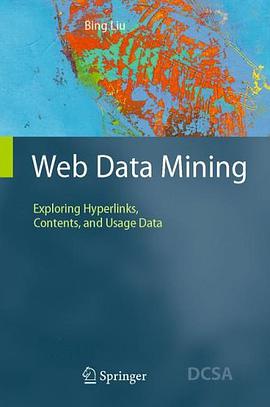 Bing Liu
Web Data Mining
Exploring Hyperlinks,
Contents, and Usage Data
Springer
DCSA